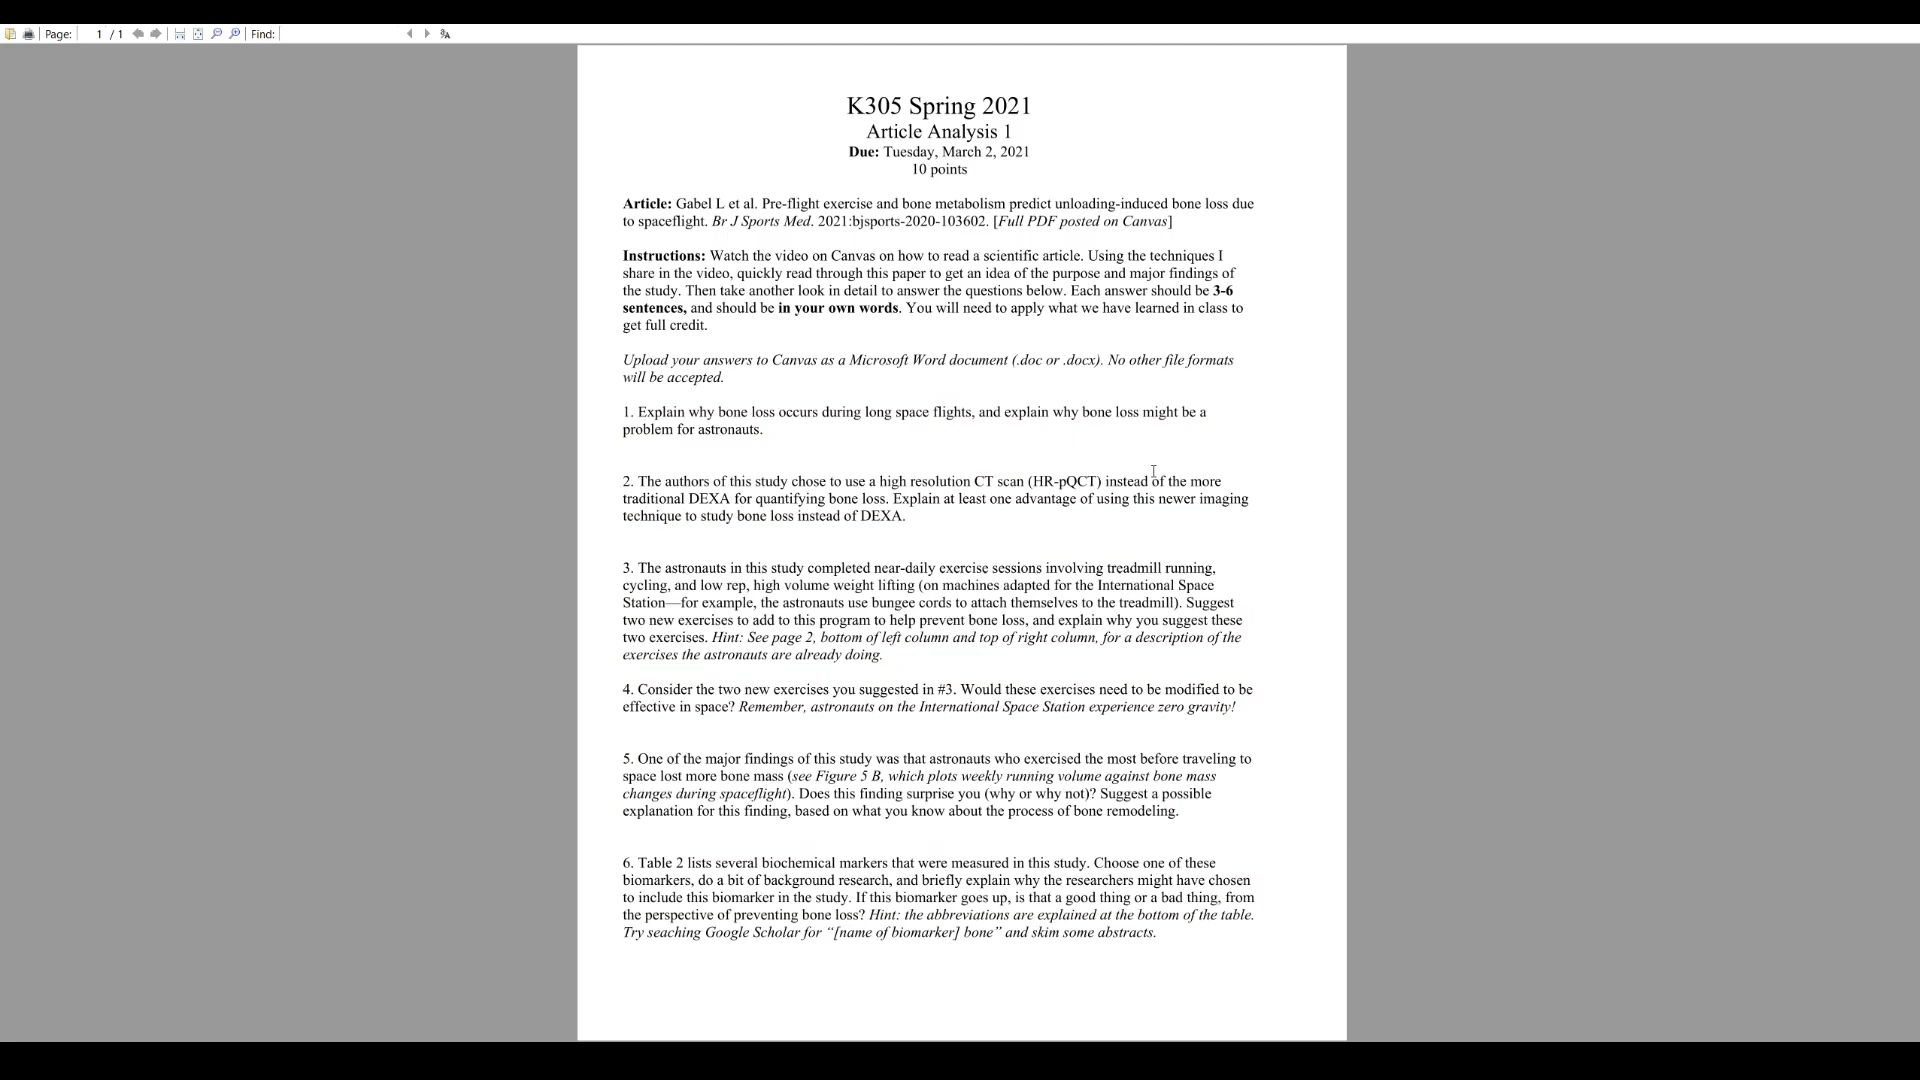 Page: 1 / 1 Find:
K305 Spring 2021
Article Analysis 1
Due: Tuesday, March 2, 2021
10 points
Article: Gabel L et al. Pre-flight exercise and bone metabolism predict unloading-induced bone loss due
to spaceflight. Br J Sports Med. 2021:bjsports-2020-103602. [Full PDF posted on Canvas]
Instructions: Watch the video on Canvas on how to read a scientific article. Using the techniques I
share in the video, quickly read through this paper to get an idea of the purpose and major findings of
the study. Then take another look in detail to answer the questions below. Each answer should be 3-6
sentences, and should be in your own words. You will need to apply what we have learned in class to
get full credit.
Upload your answers to Canvas as a Microsoft Word document (.doc or .docx). No other file formats
will be accepted.
1. Explain why bone loss occurs during long space flights, and explain why bone loss might be a
problem for astronauts.
2. The authors of this study chose to use a high resolution CT scan (HR-pQCT) instead of the more
traditional DEXA for quantifying bone loss. Explain at least one advantage of using this newer imaging
technique to study bone loss instead of DEXA.
3. The astronauts in this study completed near-daily exercise sessions involving treadmill running,
cycling, and low rep, high volume weight lifting (on machines adapted for the International Space
Station—for example, the astronauts use bungee cords to attach themselves to the treadmill). Suggest
two new exercises to add to this program to help prevent bone loss, and explain why you suggest these
two exercises. Hint: See page 2, bottom of left column and top of right column, for a description of the
exercises the astronauts are already doing.
4. Consider the two new exercises you suggested in #3. Would these exercises need to be modified to be
effective in space? Remember, astronauts on the International Space Station experience zero gravity!
5. One of the major findings of this study was that astronauts who exercised the most before traveling to
space lost more bone mass (see Figure 5 B, which plots weekly running volume against bone mass
changes during spaceflight). Does this finding surprise you (why or why not)? Suggest a possible
explanation for this finding, based on what you know about the process of bone remodeling.
6. Table 2 lists several biochemical markers that were measured in this study. Choose one of these
biomarkers, do a bit of background research, and briefly explain why the researchers might have chosen
to include this biomarker in the study. If this biomarker goes up, is that a good thing or a bad thing, from
the perspective of preventing bone loss? Hint: the abbreviations are explained at the bottom of the table.
Try seaching Google Scholar for “[name of biomarker] bone” and skim some abstracts.